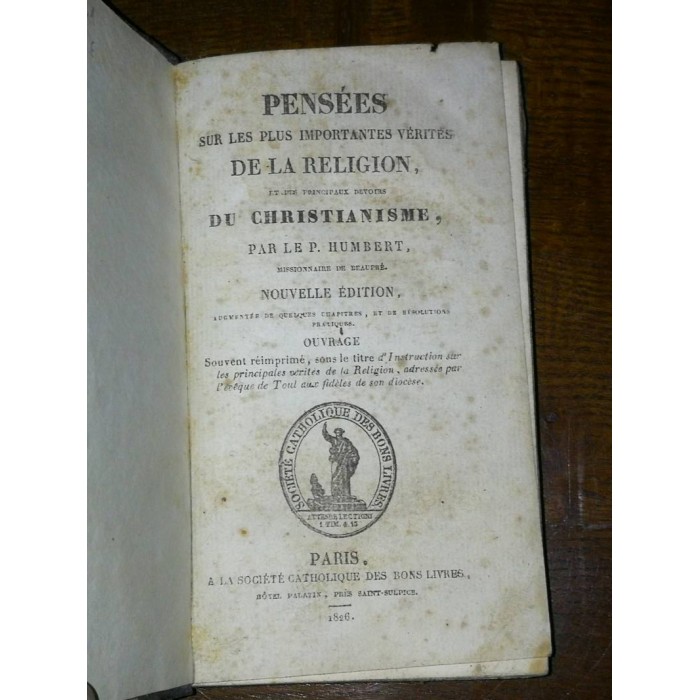 PENSÉES
SUR LES PLUS IMPORTANTES VÉRITÉS
DE LA RELIGION,
ET DES PRINCIPAUX DEVOIRS
DU CHRISTIANISME,
PAR LE P. HUMBERT,
MISSIONNAIRE DE BEAUPRÉ.
NOUVELLE ÉDITION,
AUGMENTÉE DE QUELQUES CHAPITRES, ET DE RÉSOLUTIONS
PRATIQUES.
OUVRAGE
Souvent réimprimé, sous le titre d'Instruction sur
les principales vérites de la Religion, adressée par
l'évêque de Toul aux fidèles de son diocèse.
SOCIÉTÉ CATHOLIQUE DES BONS LIVRES.
ATTENDE LECTIONI
I. TIM. 4. 13
PARIS,
A LA SOCIÉTÉ CATHOLIQUE DES BONS LIVRES,
HÔTEL PALATIN, PRÈS SAINT-SULPICE.
1826.